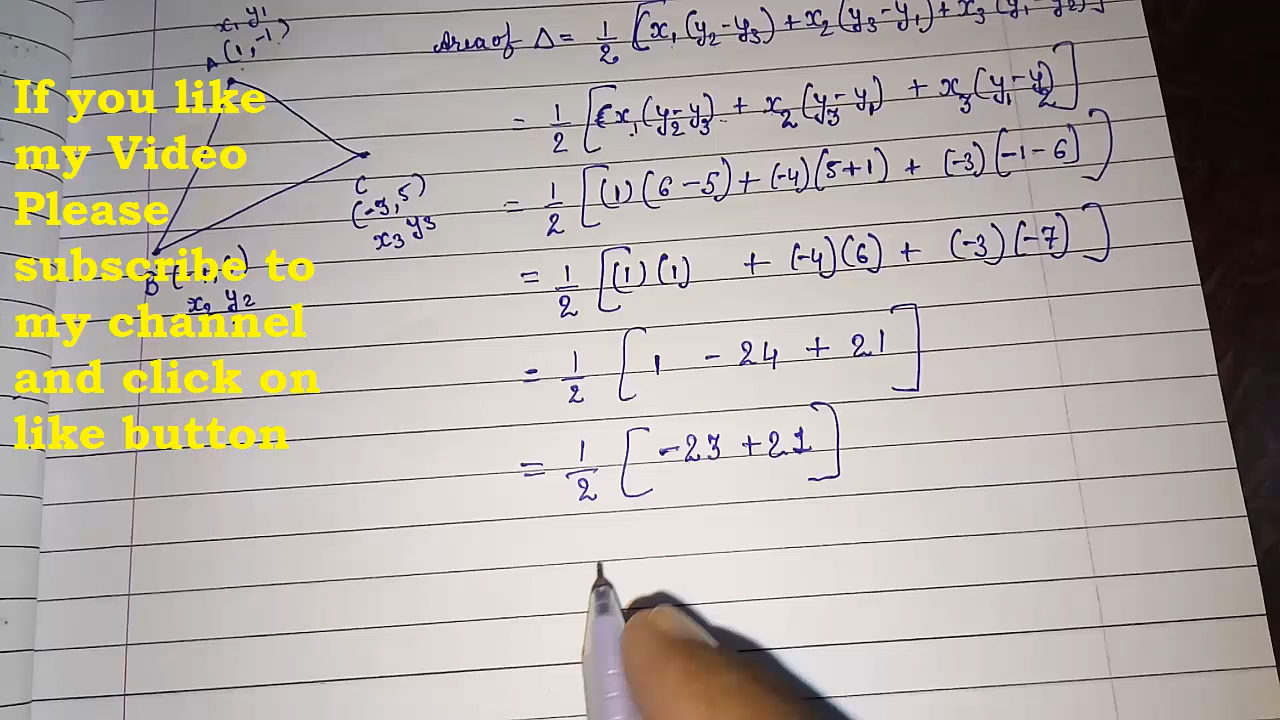 x₁ y₁
A (1, -1)
C
(-3, 5)
x₃ y₃
B (
x₂ y₂
If you like
my Video
Please
subscribe to
my channel
and click on
like button
Area of Δ = 1/2 [x₁(y₂-y₃) + x₂(y₃-y₁) + x₃(y₁-y₂)]
= 1/2 [x₁(y₂-y₃) + x₂(y₃-y₁) + x₃(y₁-y₂)]
= 1/2 [(1)(6-5) + (-4)(5+1) + (-3)(-1-6)]
= 1/2 [(1)(1) + (-4)(6) + (-3)(-7)]
= 1/2 [1 - 24 + 21]
= 1/2 [-23 + 21]